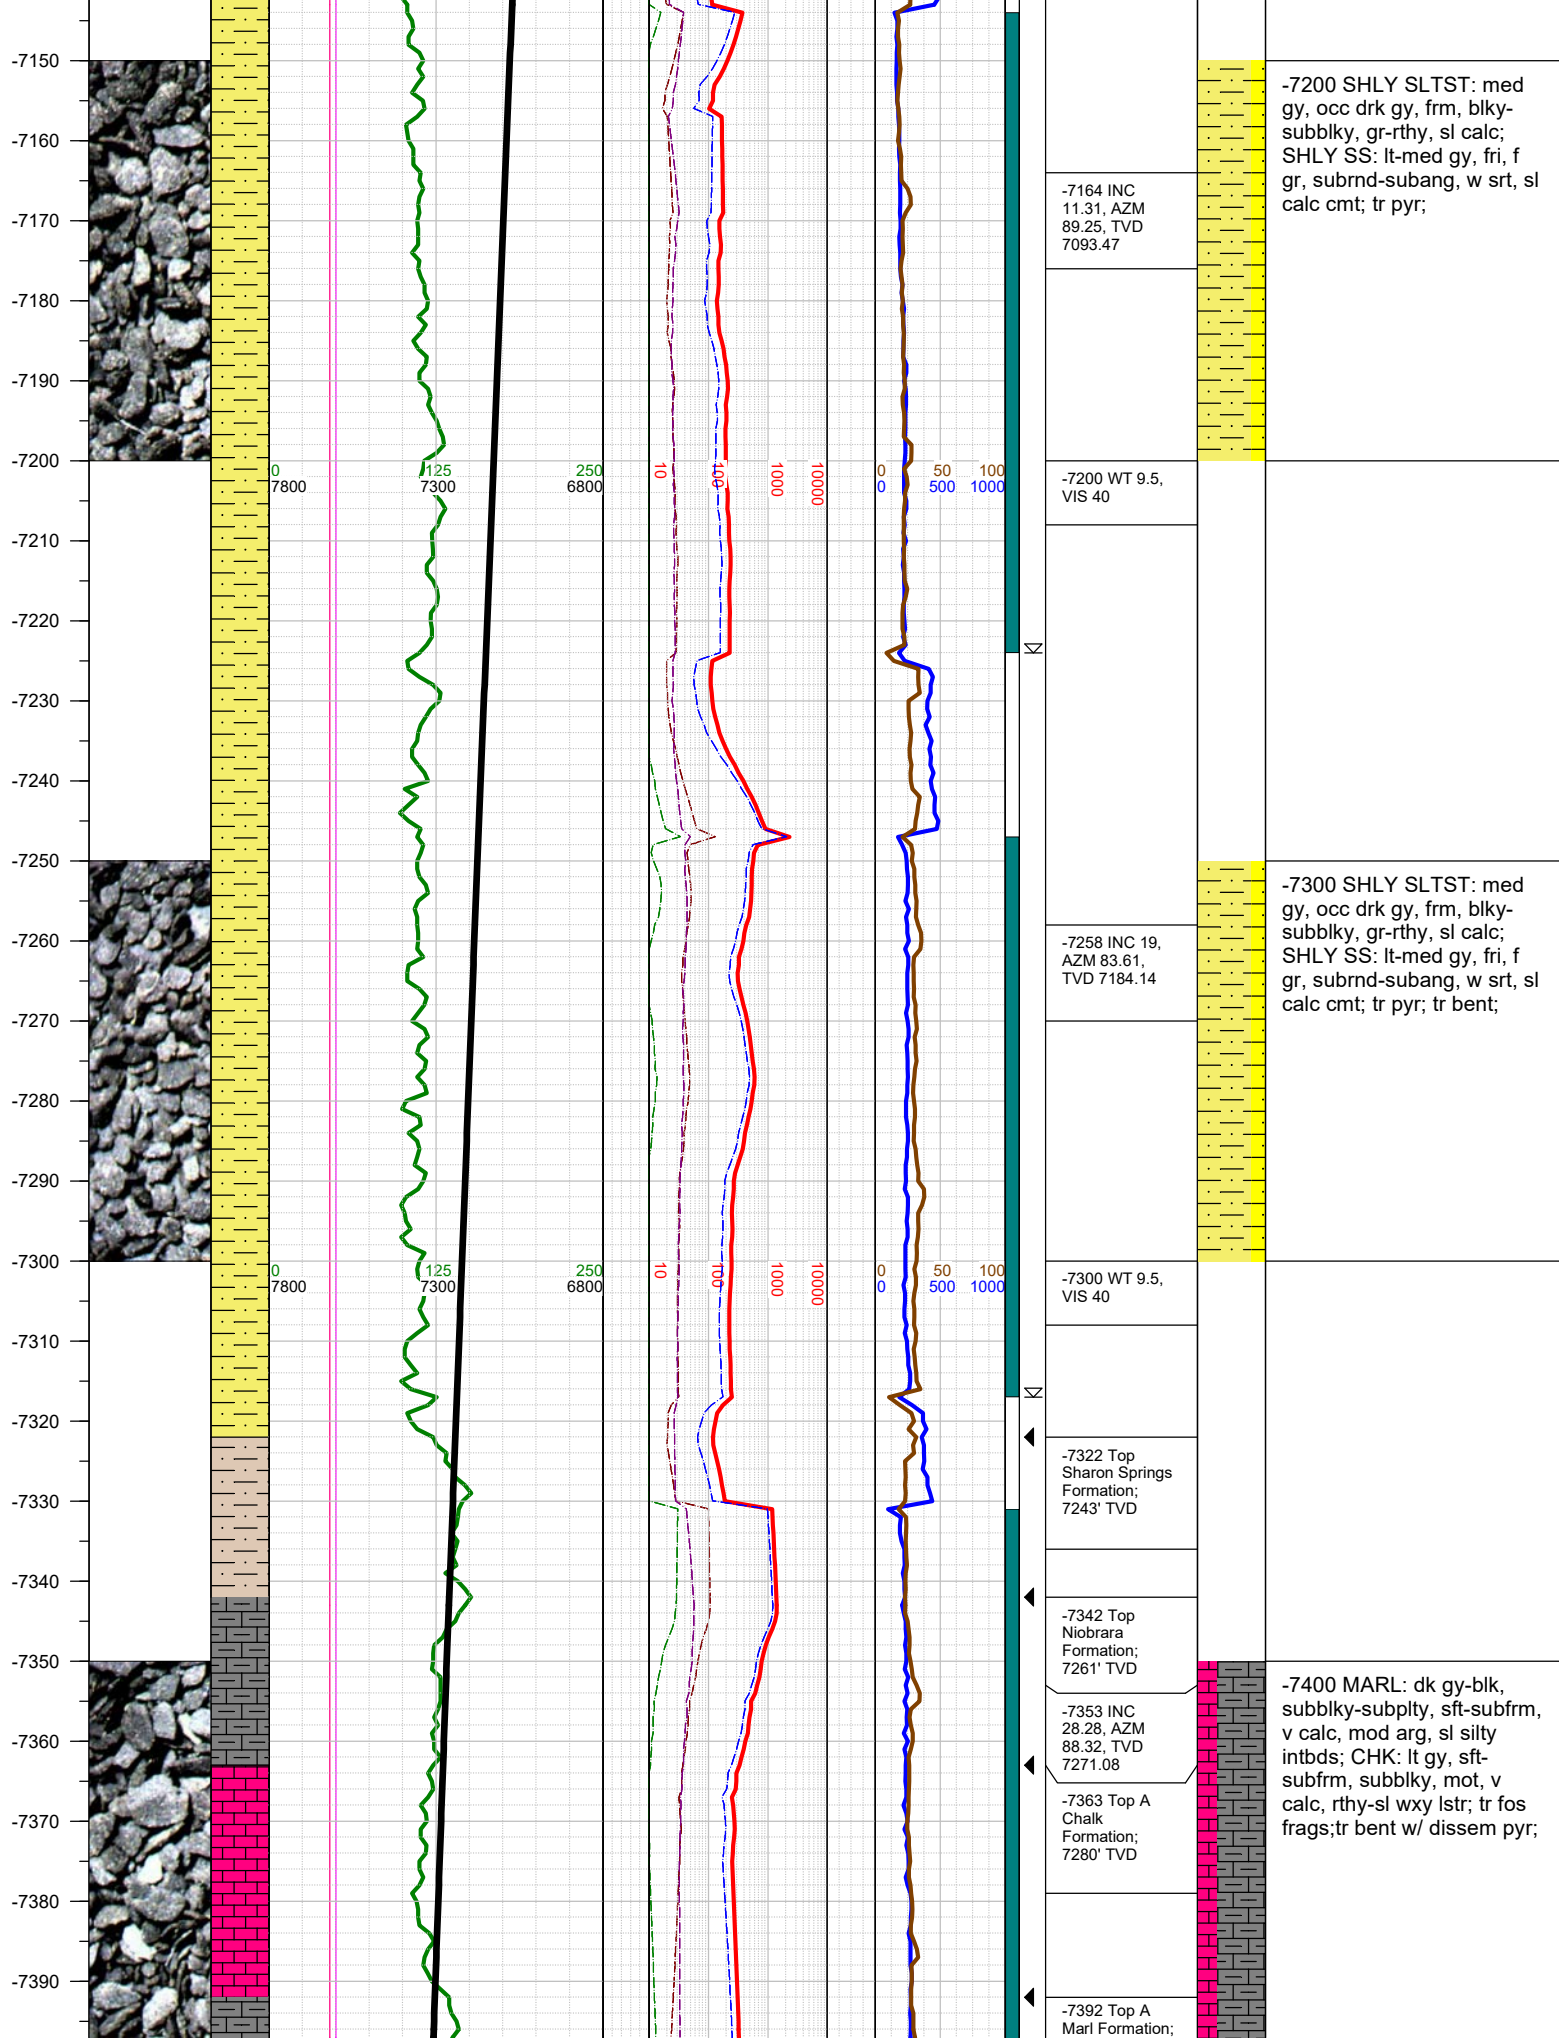 -7150
-7200 SHLY SLTST: med
gy, occ drk gy, frm, blky-
subblky, gr-rthy, sl calc;
SHLY SS: lt-med gy, fri, f
gr, subrnd-subang, w srt, sl
calc cmt; tr pyr;
-7160
-7164 INC
11.31, AZM
89.25, TVD
7093.47
-7170
-7180
-7190
-7200
0 125 250
7800 7300 6800
10 100 1000 10000
0 50 100
0 500 1000
-7200 WT 9.5,
VIS 40
-7210
-7220
-7230
-7240
-7250
-7300 SHLY SLTST: med
gy, occ drk gy, frm, blky-
subblky, gr-rthy, sl calc;
SHLY SS: lt-med gy, fri, f
gr, subrnd-subang, w srt, sl
calc cmt; tr pyr; tr bent;
-7260
-7258 INC 19,
AZM 83.61,
TVD 7184.14
-7270
-7280
-7290
-7300
0 125 250
7800 7300 6800
10 100 1000 10000
0 50 100
0 500 1000
-7300 WT 9.5,
VIS 40
-7310
-7320
-7322 Top
Sharon Springs
Formation;
7243' TVD
-7330
-7340
-7342 Top
Niobrara
Formation;
7261' TVD
-7350
-7400 MARL: dk gy-blk,
subblky-subplty, sft-subfrm,
v calc, mod arg, sl silty
intbds; CHK: lt gy, sft-
subfrm, subblky, mot, v
calc, rthy-sl wxy lstr; tr fos
frags;tr bent w/ dissem pyr;
-7353 INC
28.28, AZM
88.32, TVD
7271.08
-7360
-7363 Top A
Chalk
Formation;
7280' TVD
-7370
-7380
-7390
-7392 Top A
Marl Formation;